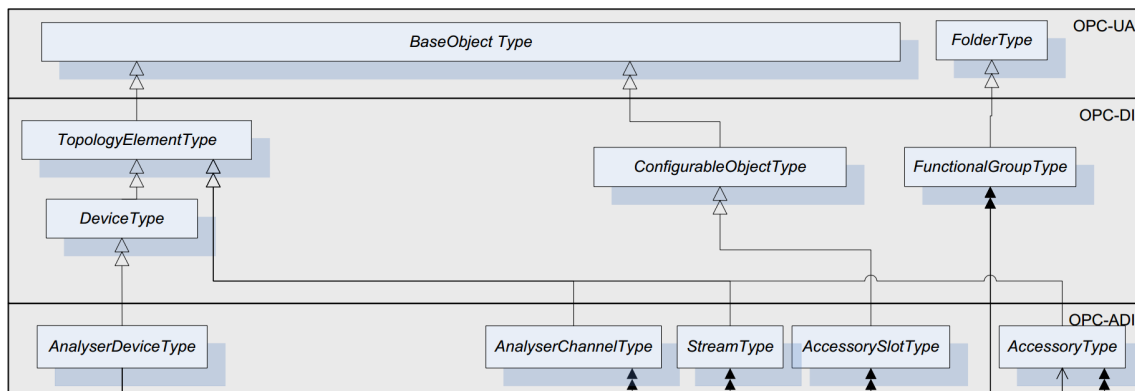 OPC-UA
BaseObject Type
FolderType
OPC-DI
TopologyElementType
ConfigurableObjectType
FunctionalGroupType
DeviceType
OPC-ADI
AnalyserDeviceType
AnalyserChannelType
StreamType
AccessorySlotType
AccessoryType